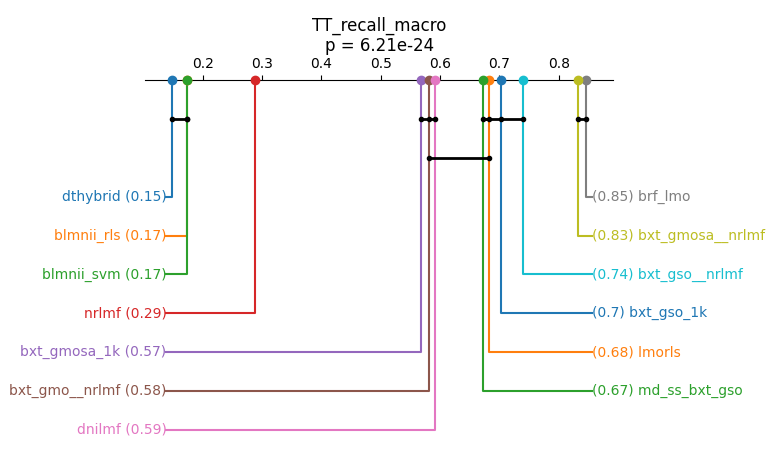 TT_recall_macro
p = 6.21e-24
0.2 0.3 0.4 0.5 0.6 0.7 0.8
dthybrid (0.15)
(0.85) brf_lmo
blmnii_rls (0.17)
(0.83) bxt_gmosa__nrlmf
blmnii_svm (0.17)
(0.74) bxt_gso__nrlmf
nrlmf (0.29)
(0.7) bxt_gso_1k
bxt_gmosa_1k (0.57)
(0.68) lmorls
bxt_gmo__nrlmf (0.58)
(0.67) md_ss_bxt_gso
dnilmf (0.59)